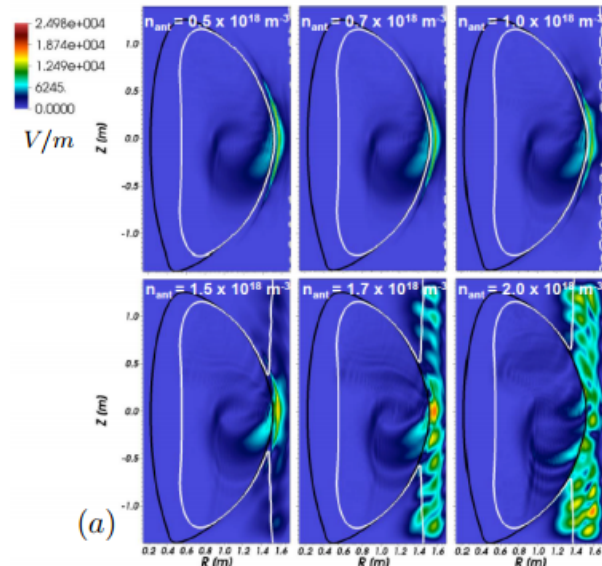 2.498e+004
1.874e+004
1.249e+004
6245.
0.0000
V/m
n_ant = 0.5 x 10^18 m^-3
n_ant = 0.7 x 10^18 m^-3
n_ant = 1.0 x 10^18 m^-3
Z (m)
1.0
0.5
0.0
-0.5
-1.0
Z (m)
Z (m)
n_ant = 1.5 x 10^18 m^-3
n_ant = 1.7 x 10^18 m^-3
n_ant = 2.0 x 10^18 m^-3
Z (m)
1.0
0.5
0.0
-0.5
-1.0
Z (m)
Z (m)
(a)
0.2 0.4 0.6 0.8 1.0 1.2 1.4 1.6
0.2 0.4 0.6 0.8 1.0 1.2 1.4 1.6
0.2 0.4 0.6 0.8 1.0 1.2 1.4 1.6
R (m)
R (m)
R (m)